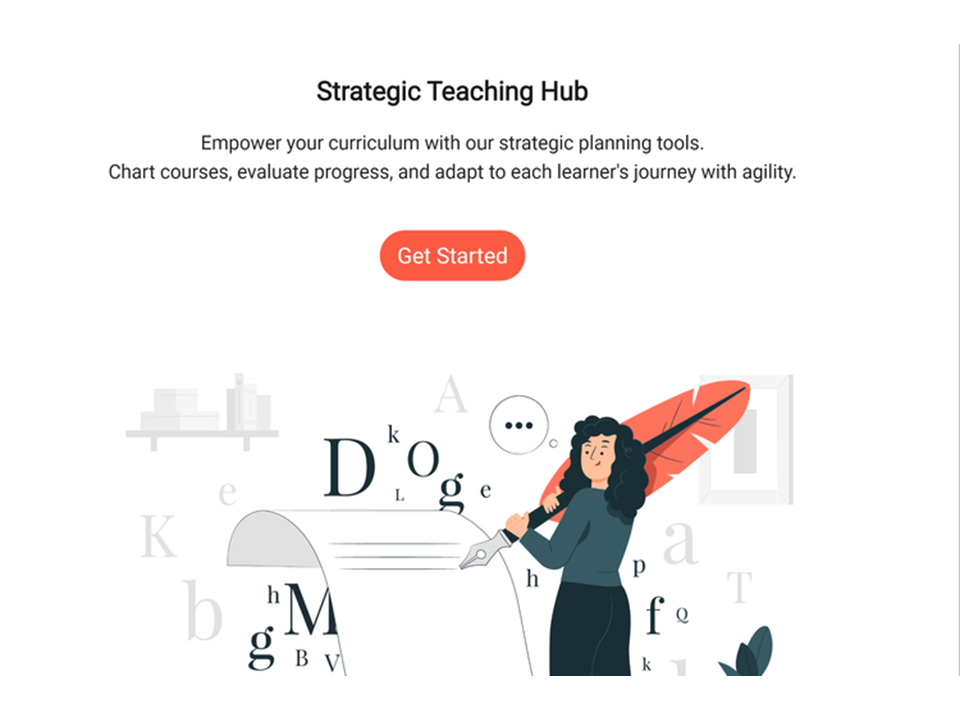 Strategic Teaching Hub
Empower your curriculum with our strategic planning tools.
Chart courses, evaluate progress, and adapt to each learner's journey with agility.
Get Started
A
k
D O
L g e
e
K
a
h p
T
b h M
f Q
g B V
k